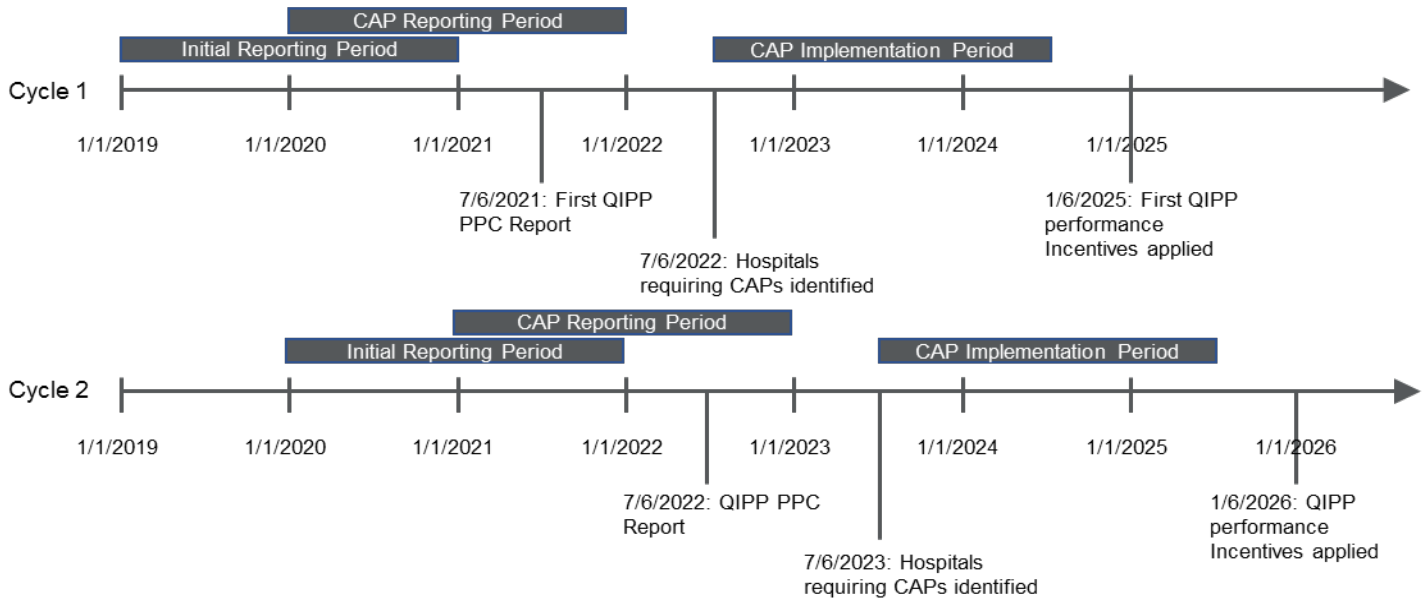 CAP Reporting Period
Initial Reporting Period
CAP Implementation Period
Cycle 1
1/1/2019
1/1/2020
1/1/2021
1/1/2022
1/1/2023
1/1/2024
1/1/2025
7/6/2021: First QIPP
PPC Report
7/6/2022: Hospitals
requiring CAPs identified
1/6/2025: First QIPP
performance
Incentives applied
CAP Reporting Period
Initial Reporting Period
CAP Implementation Period
Cycle 2
1/1/2019
1/1/2020
1/1/2021
1/1/2022
1/1/2023
1/1/2024
1/1/2025
1/1/2026
7/6/2022: QIPP PPC
Report
7/6/2023: Hospitals
requiring CAPs identified
1/6/2026: QIPP
performance
Incentives applied